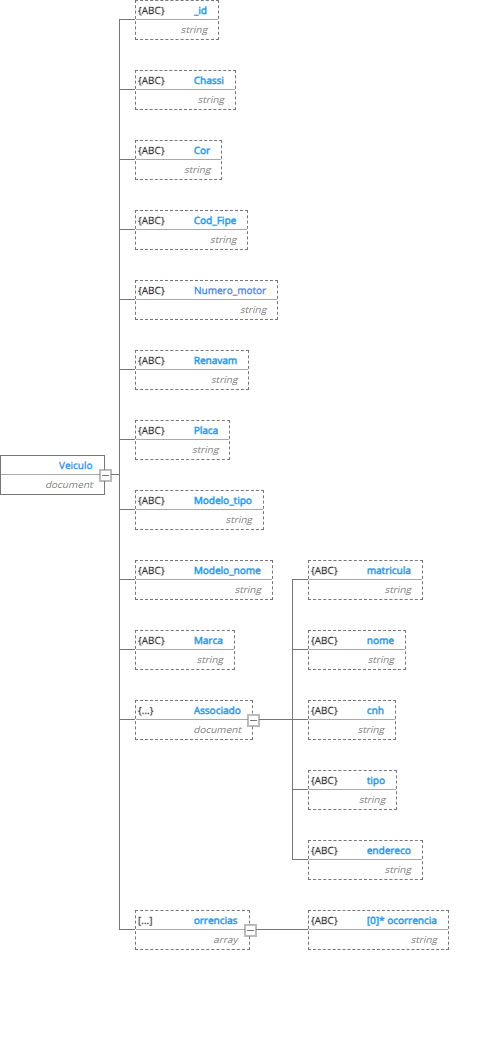 {ABC} _id
string
{ABC} Chassi
string
{ABC} Cor
string
{ABC} Cod_Fipe
string
{ABC} Numero_motor
string
{ABC} Renavam
string
{ABC} Placa
string
Veiculo
document
{ABC} Modelo_tipo
string
{ABC} Modelo_nome
string
{ABC} matricula
string
{ABC} Marca
string
{ABC} nome
string
{...} Associado
document
{ABC} cnh
string
{ABC} tipo
string
{ABC} endereco
string
[...] orrencias
array
{ABC} [0]* ocorrencia
string